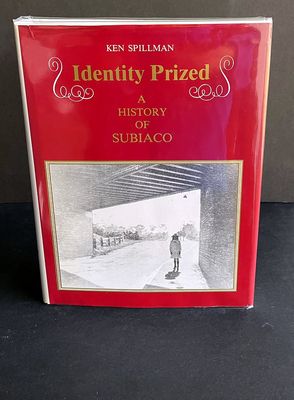 KEN SPILLMAN
Identity Prized
A
HISTORY
OF
SUBIACO